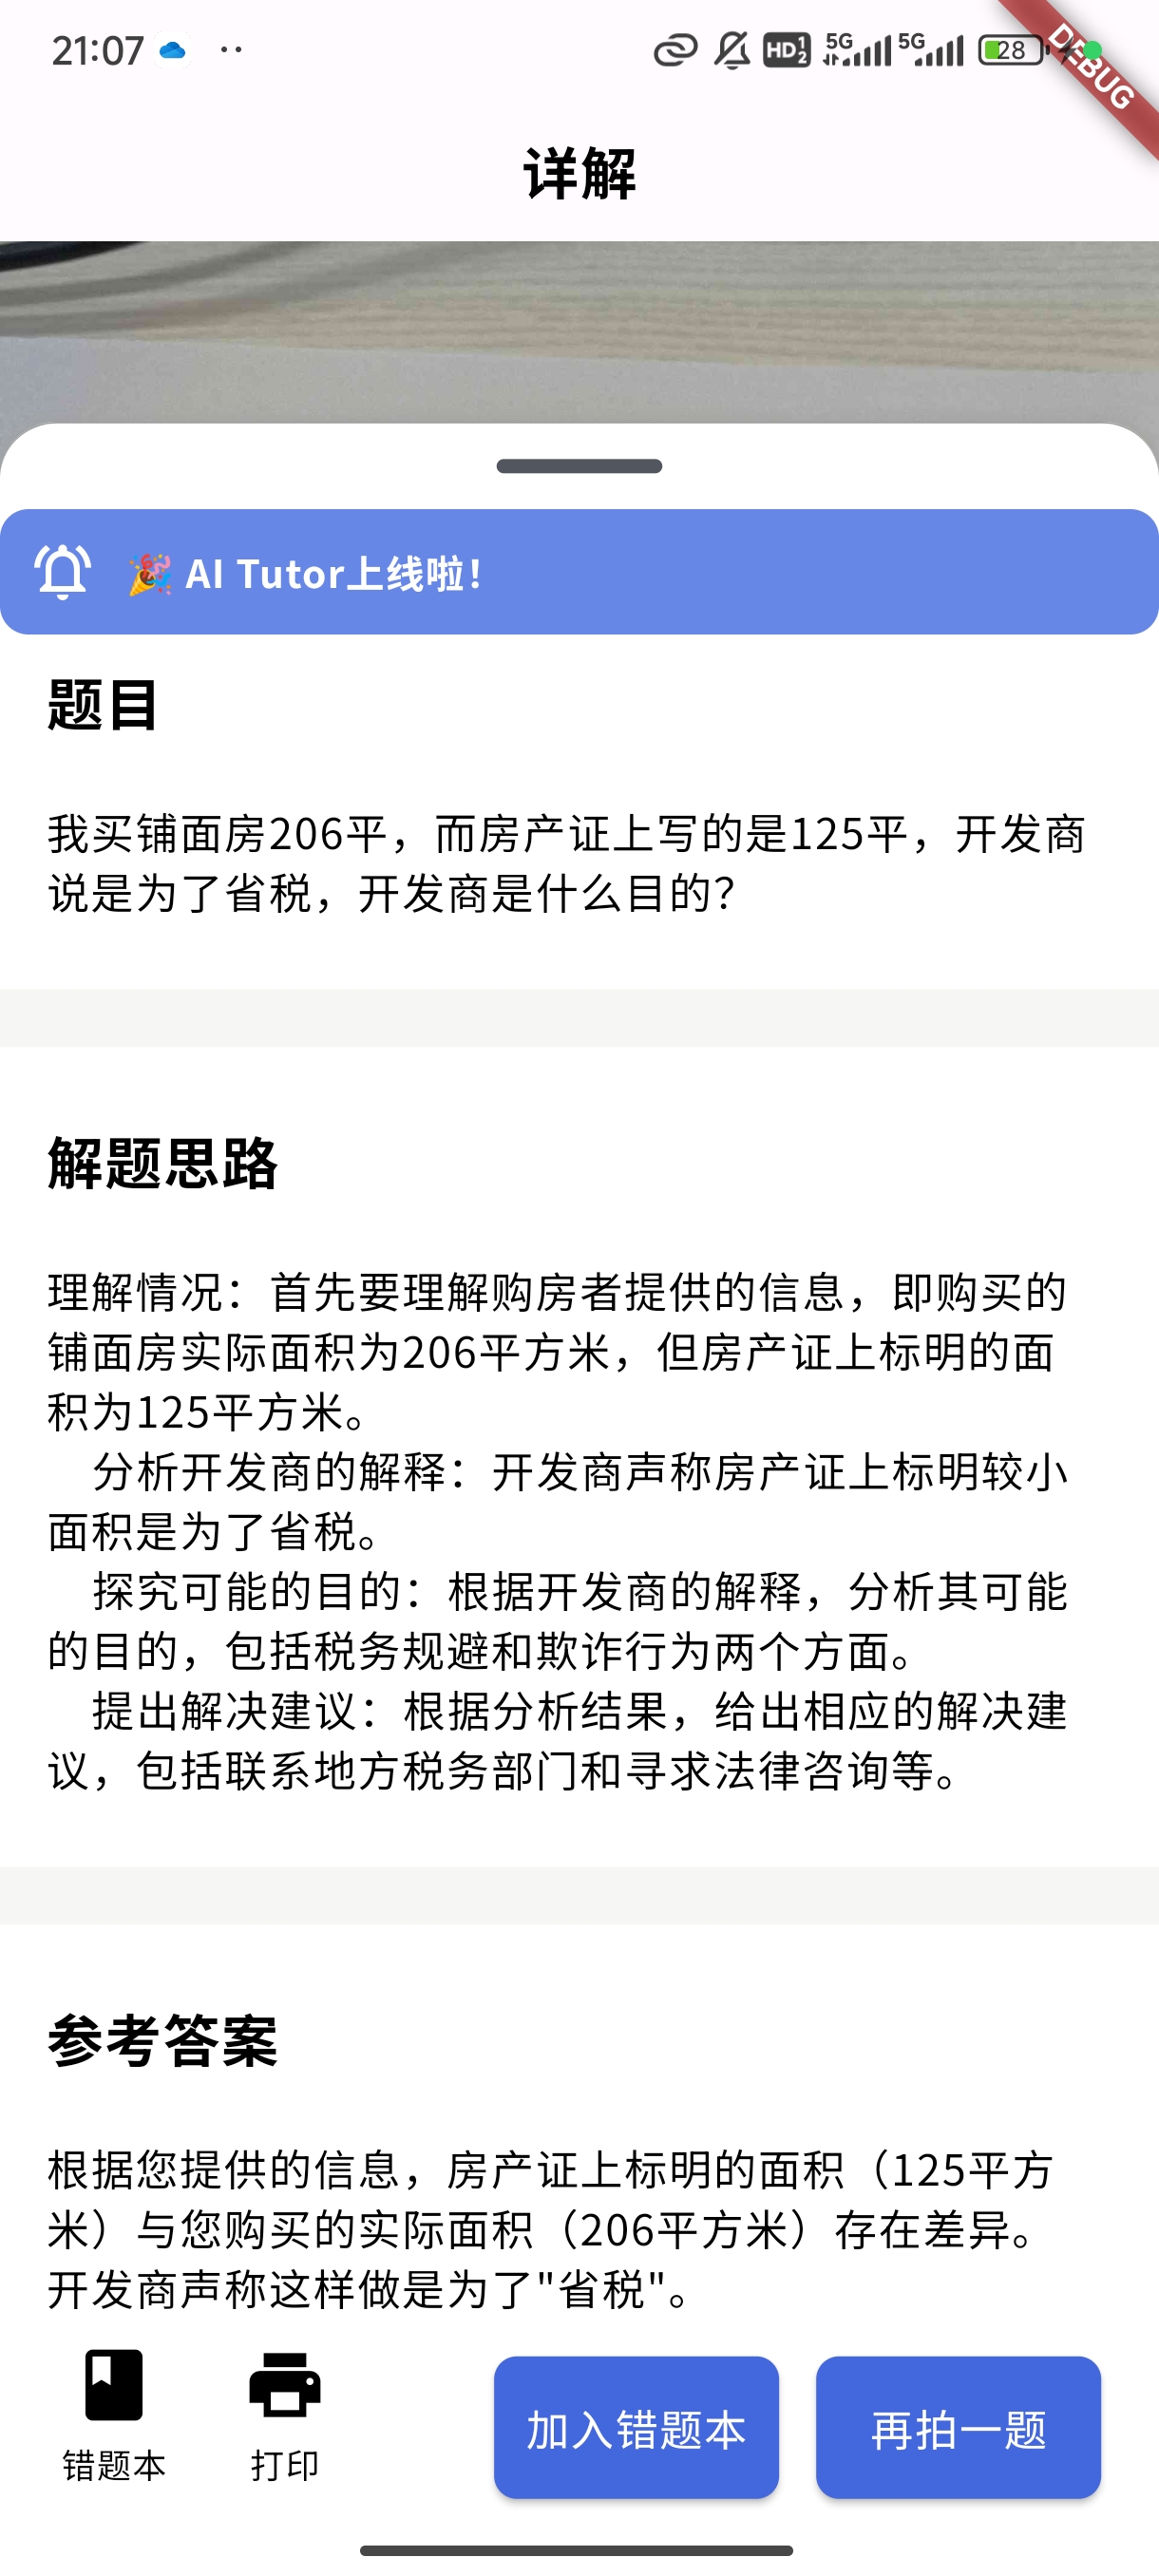 21:07
HD 1 2
5G
5G
28
DEBUG
详解
🎉 AI Tutor上线啦！
题目
我买铺面房206平，而房产证上写的是125平，开发商
说是为了省税，开发商是什么目的？
解题思路
理解情况：首先要理解购房者提供的信息，即购买的
铺面房实际面积为206平方米，但房产证上标明的面
积为125平方米。
分析开发商的解释：开发商声称房产证上标明较小
面积是为了省税。
探究可能的目的：根据开发商的解释，分析其可能
的目的，包括税务规避和欺诈行为两个方面。
提出解决建议：根据分析结果，给出相应的解决建
议，包括联系地方税务部门和寻求法律咨询等。
参考答案
根据您提供的信息，房产证上标明的面积（125平方
米）与您购买的实际面积（206平方米）存在差异。
开发商声称这样做是为了"省税"。
错题本
打印
加入错题本
再拍一题